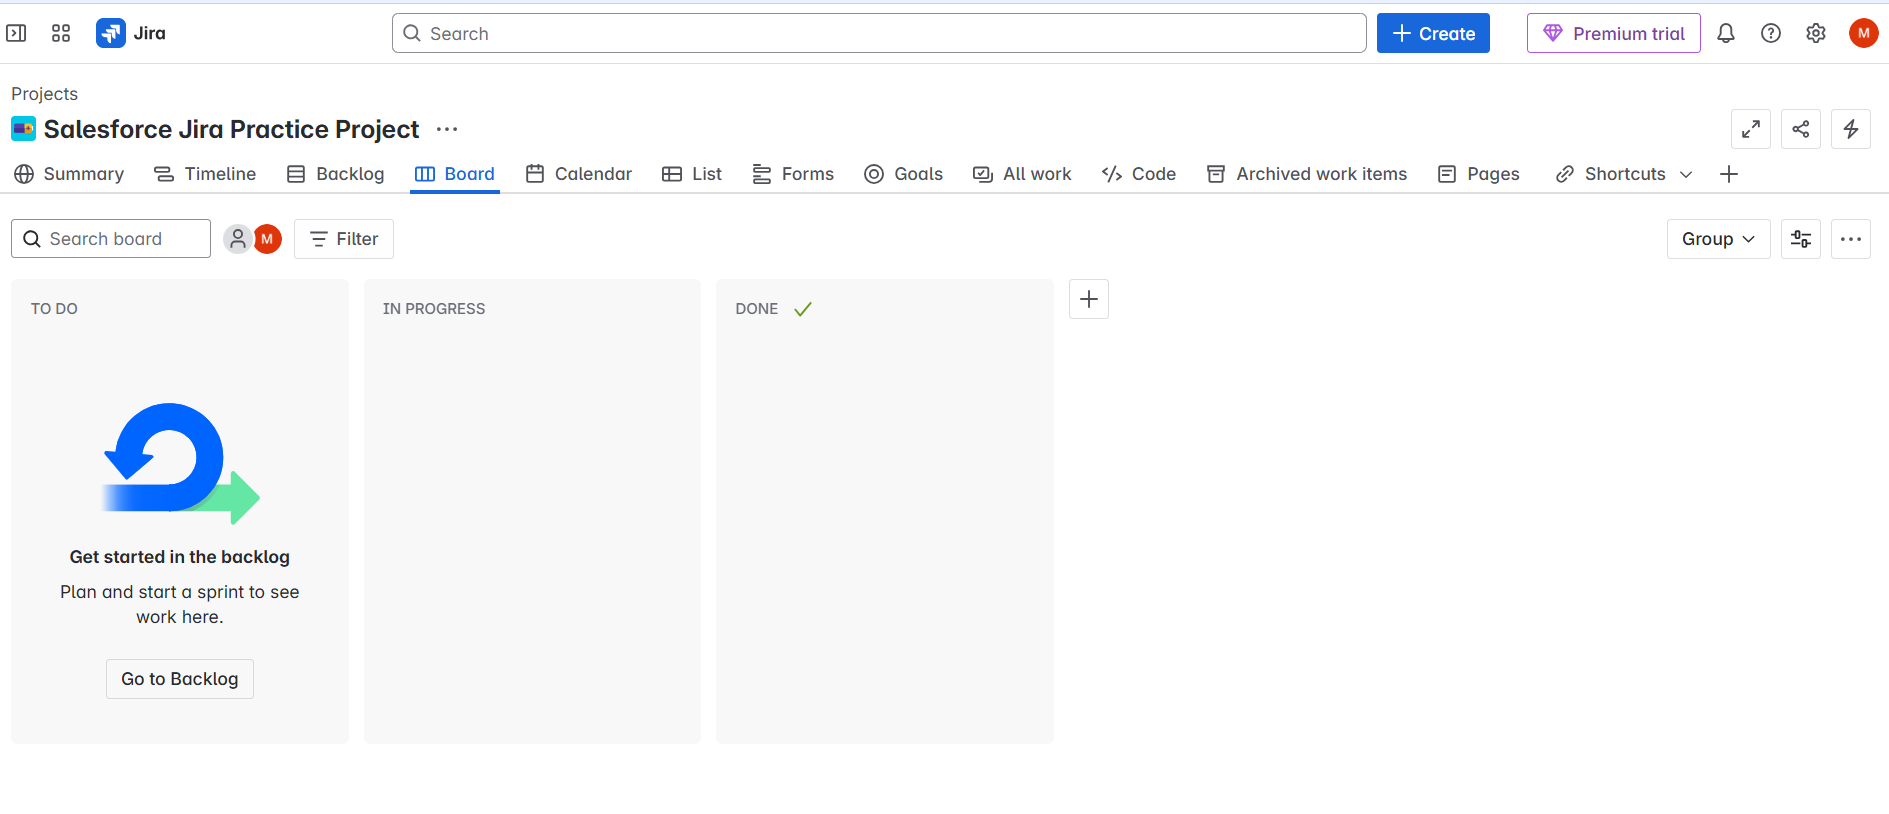 Jira
Search
Create
Premium trial
M
Projects
Salesforce Jira Practice Project
Summary
Timeline
Backlog
Board
Calendar
List
Forms
Goals
All work
Code
Archived work items
Pages
Shortcuts
Search board
M
Filter
Group
TO DO
IN PROGRESS
DONE
Get started in the backlog
Plan and start a sprint to see
work here.
Go to Backlog